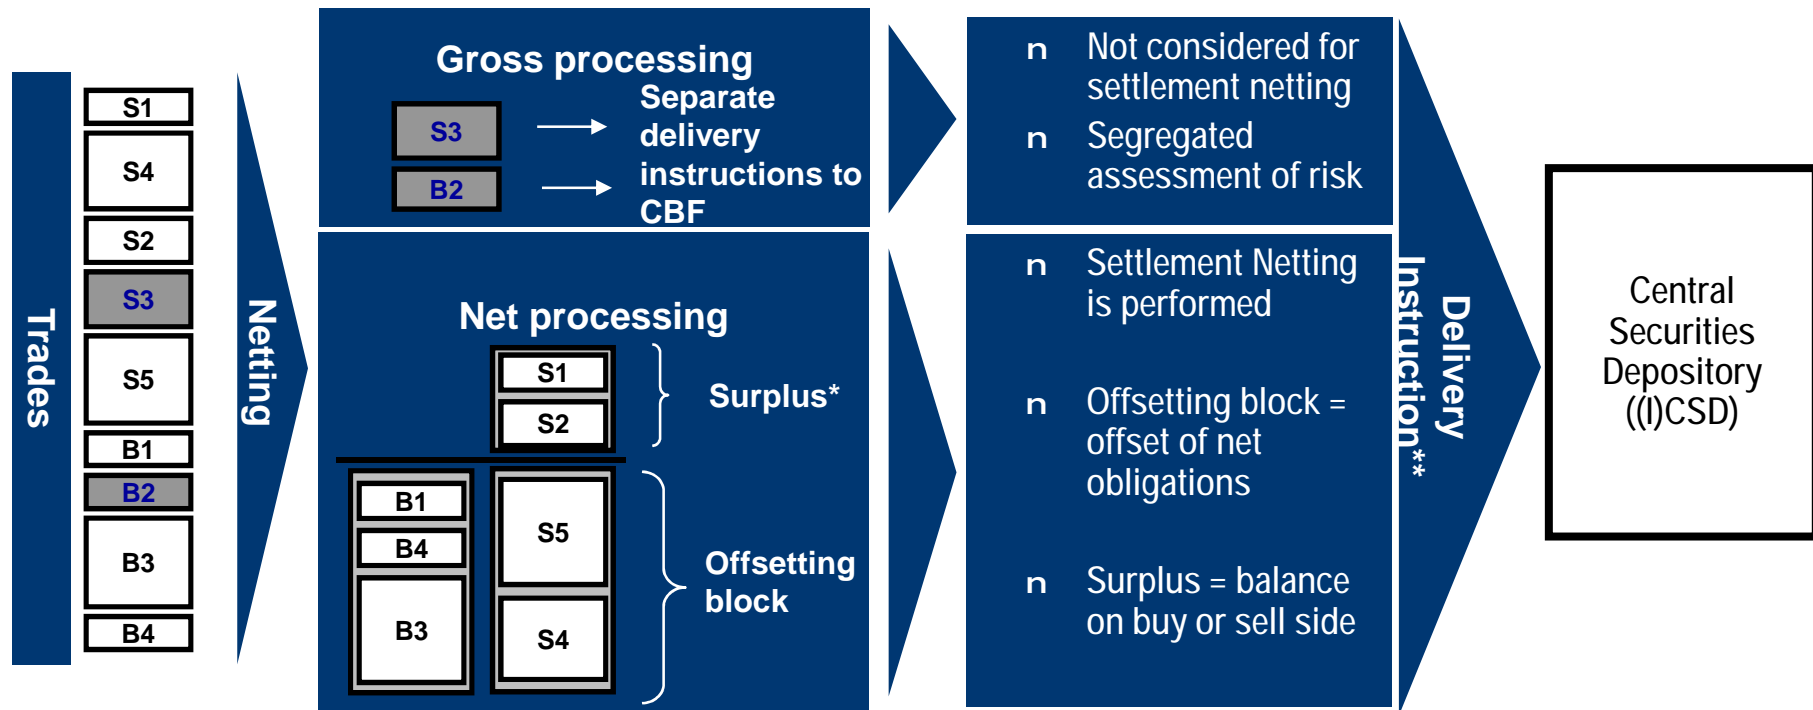 Trades
S1
S4
S2
S3
S5
B1
B2
B3
B4
Netting
Gross processing
S3
B2
Separate
delivery
instructions to
CBF
Net processing
S1
S2
Surplus*
B1
B4
B3
S5
S4
Offsetting
block
n Not considered for
settlement netting
n Segregated
assessment of risk
n Settlement Netting
is performed
n Offsetting block =
offset of net
obligations
n Surplus = balance
on buy or sell side
Delivery
Instruction**
Central
Securities
Depository
((I)CSD)